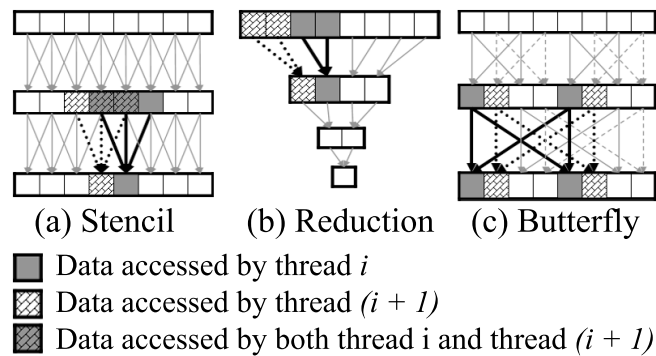 (a) Stencil (b) Reduction (c) Butterfly
Data accessed by thread i
Data accessed by thread (i + 1)
Data accessed by both thread i and thread (i + 1)